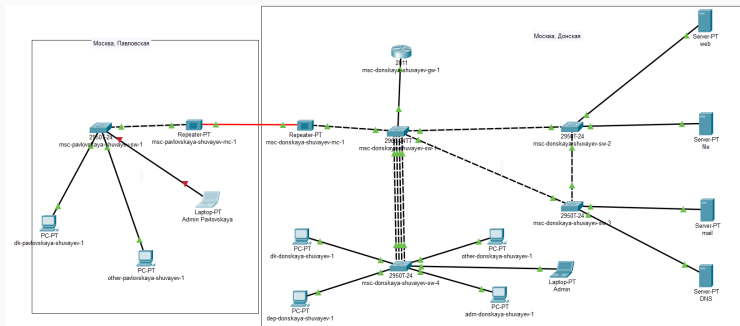 Москва, Павловская
2950T-24
msc-pavlovskaya-shuvayev-sw-1
Repeater-PT
msc-pavlovskaya-shuvayev-mc-1
Laptop-PT
Admin Pavlovskaya
PC-PT
dk-pavlovskaya-shuvayev-1
PC-PT
other-pavlovskaya-shuvayev-1
Москва, Донская
2811
msc-donskaya-shuvayev-gw-1
Repeater-PT
msc-donskaya-shuvayev-mc-1
msc-donskaya-shuvayev-sw-1
2950T-24
msc-donskaya-shuvayev-sw-2
2950T-24
msc-donskaya-shuvayev-sw-3
Server-PT
web
Server-PT
file
Server-PT
mail
Server-PT
DNS
PC-PT
dk-donskaya-shuvayev-1
PC-PT
other-donskaya-shuvayev-1
2950T-24
msc-donskaya-shuvayev-sw-4
Laptop-PT
Admin
PC-PT
dep-donskaya-shuvayev-1
PC-PT
adm-donskaya-shuvayev-1